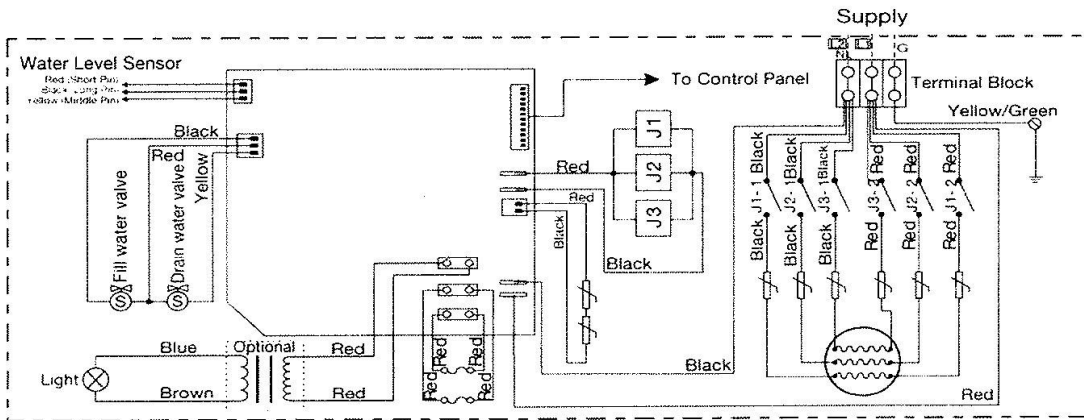 Supply
N
G
Water Level Sensor
Red (Short Pin)
Black (Long Pin)
Yellow (Middle Pin)
To Control Panel
Terminal Block
Yellow/Green
Black
Red
Yellow
Fill water valve
Drain water valve
S
S
J1
J2
J3
Red
Red
Black
Black
J1-1 Black
J2-1 Black
J3-1 Black
J3-2 Red
J2-2 Red
J1-2 Red
Black
Black
Black
Red
Red
Red
Blue
Optional
Red
Light
Brown
Red
Red
Red
Red
Red
Black
Red